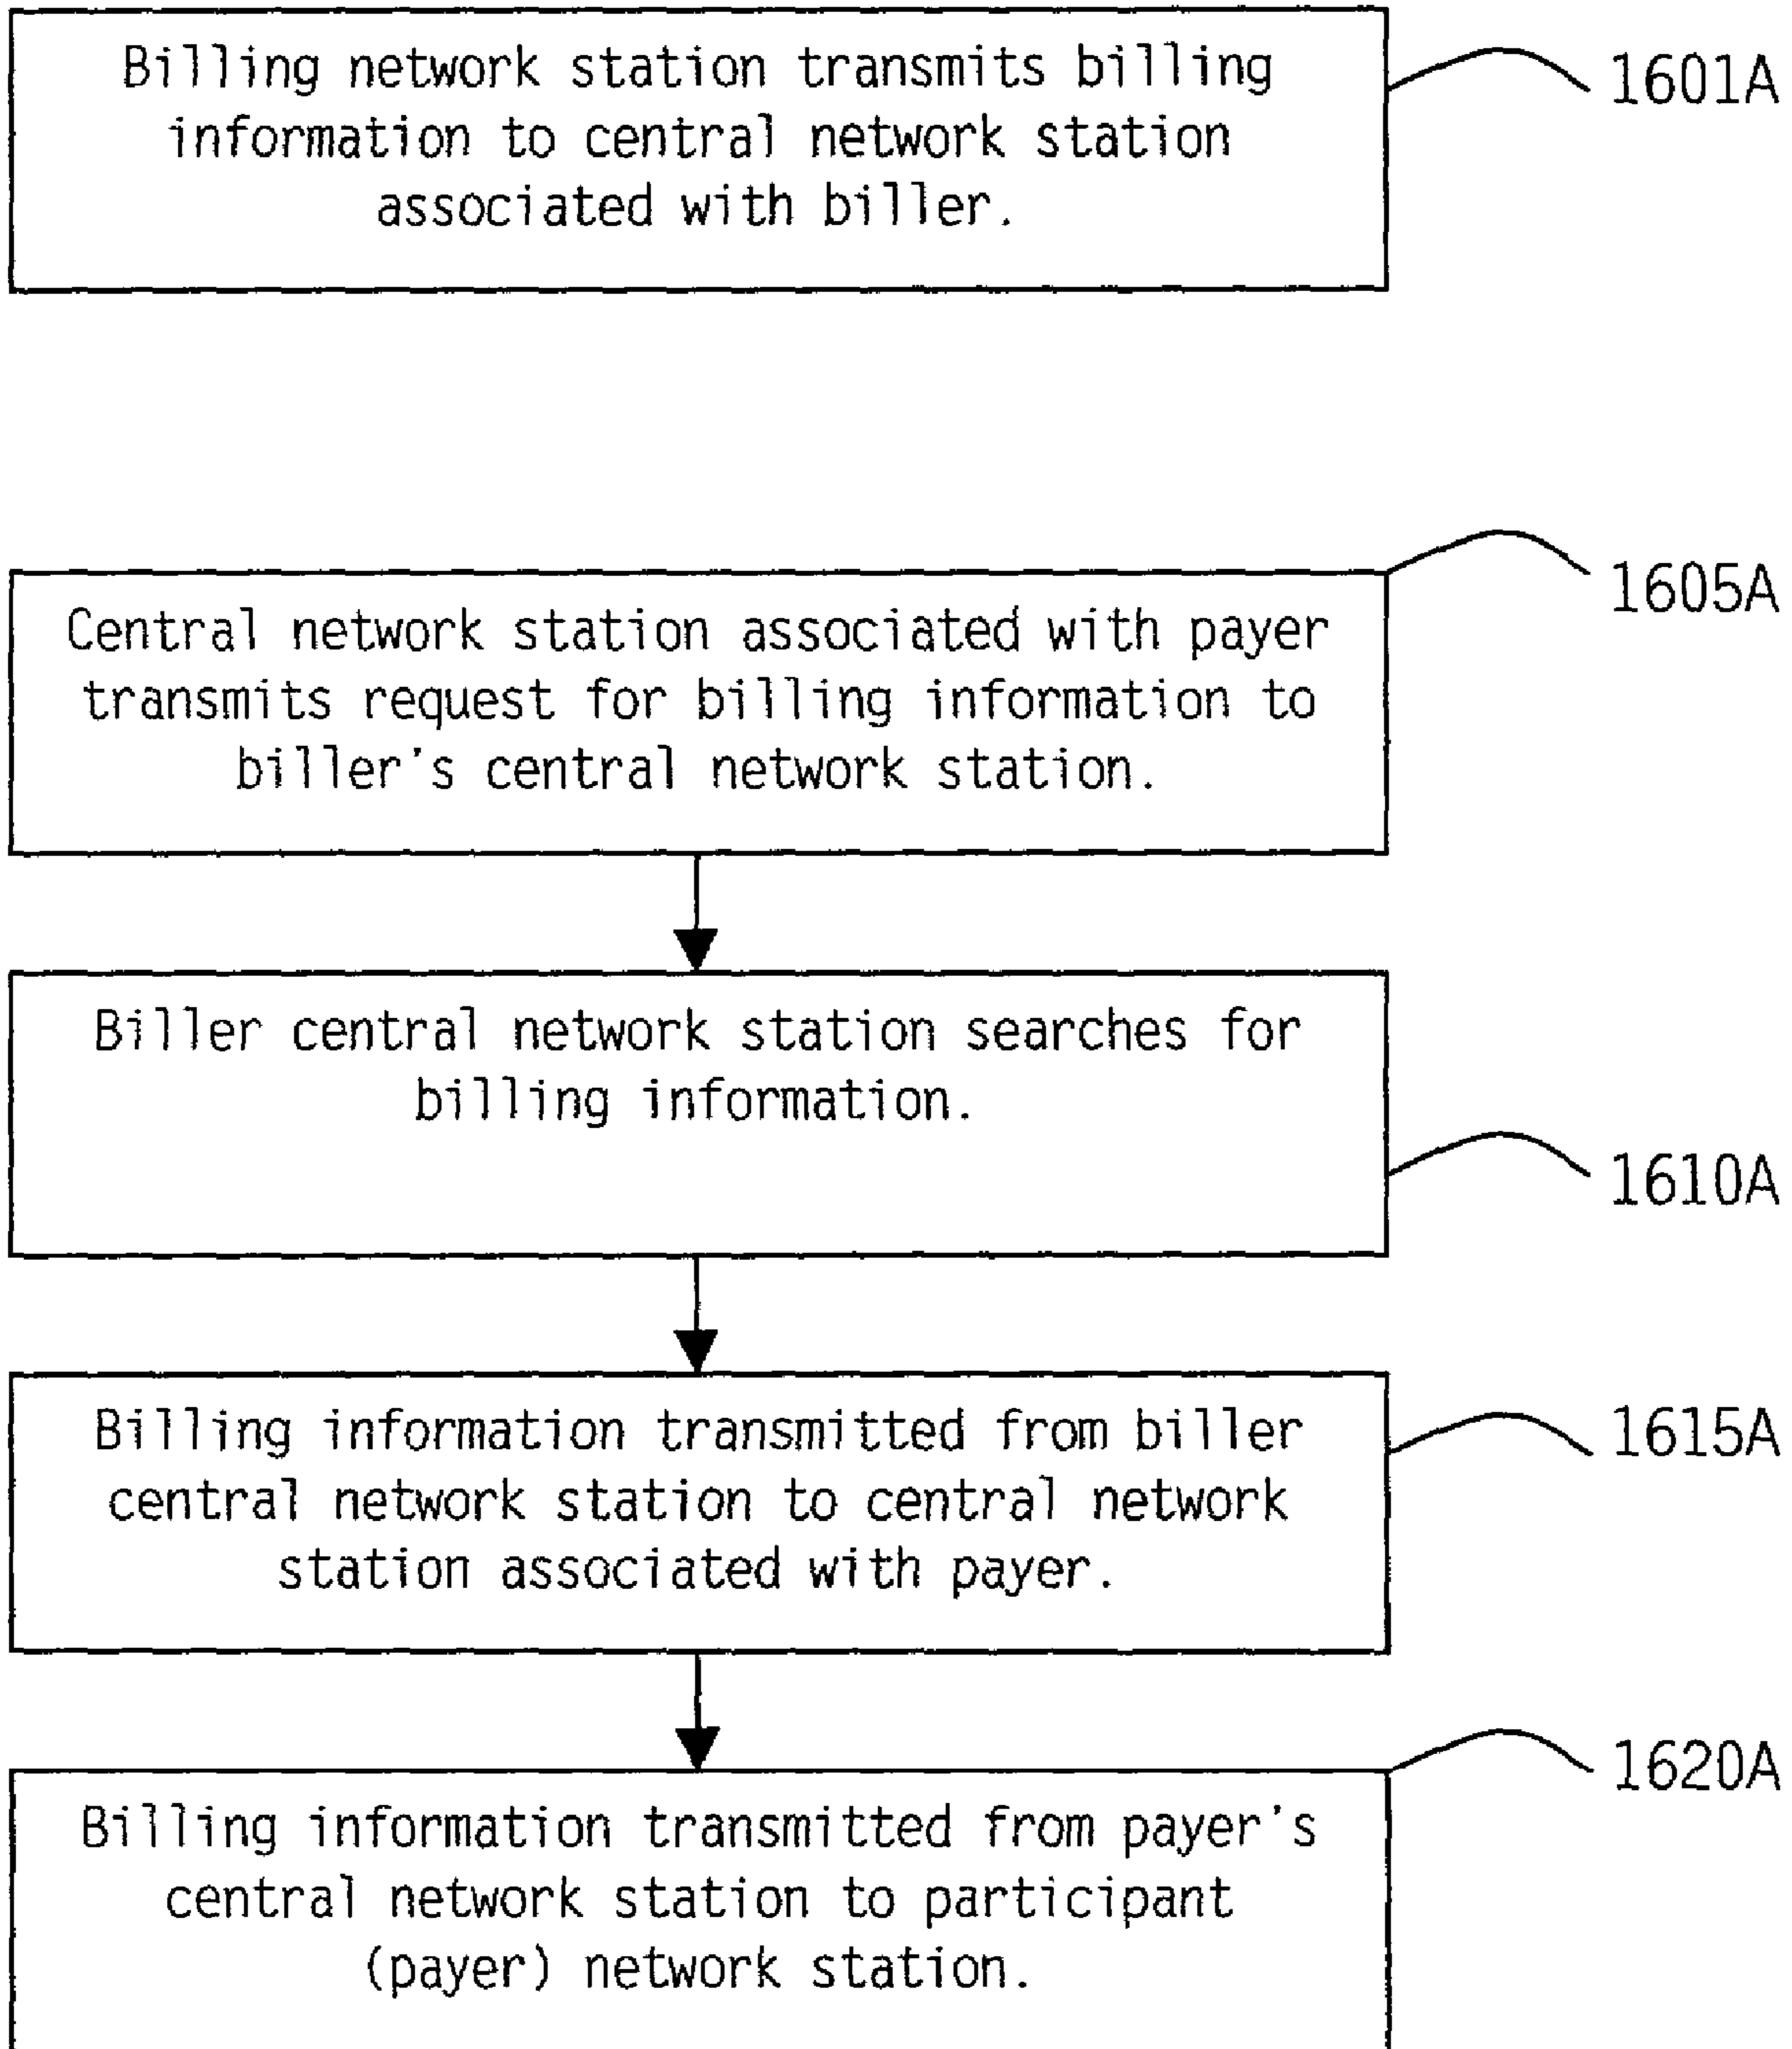 Billing network station transmits billing
information to central network station
associated with biller.
1601A
1605A
Central network station associated with payer
transmits request for billing information to
biller's central network station.
Biller central network station searches for
billing information.
1610A
Billing information transmitted from biller
central network station to central network
station associated with payer.
1615A
1620A
Billing information transmitted from payer's
central network station to participant
(payer) network station.